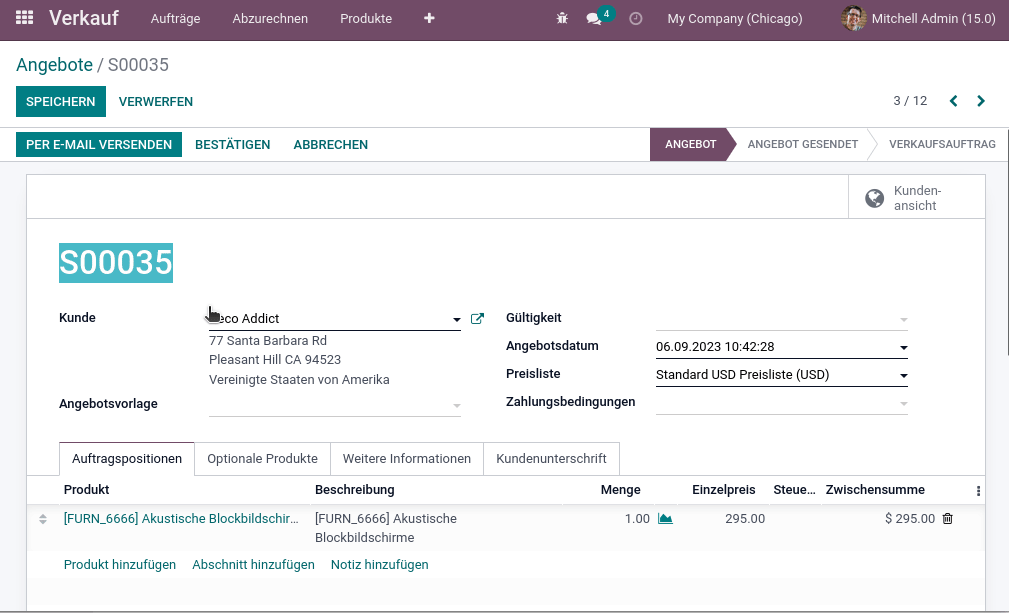 Verkauf Aufträge Abzurechnen Produkte 4 My Company (Chicago) Mitchell Admin (15.0)
Angebote / S00035
SPEICHERN VERWERFEN 3 / 12
PER E-MAIL VERSENDEN BESTÄTIGEN ABBRECHEN ANGEBOT ANGEBOT GESENDET VERKAUFSAUFTRAG
Kunden-
ansicht
S00035
Kunde eco Addict
77 Santa Barbara Rd
Pleasant Hill CA 94523
Vereinigte Staaten von Amerika
Angebotsvorlage
Gültigkeit
Angebotsdatum 06.09.2023 10:42:28
Preisliste Standard USD Preisliste (USD)
Zahlungsbedingungen
Auftragspositionen Optionale Produkte Weitere Informationen Kundenunterschrift
Produkt Beschreibung Menge Einzelpreis Steue... Zwischensumme
[FURN_6666] Akustische Blockbildschir... [FURN_6666] Akustische 1.00 295.00 $ 295.00
Blockbildschirme
Produkt hinzufügen Abschnitt hinzufügen Notiz hinzufügen